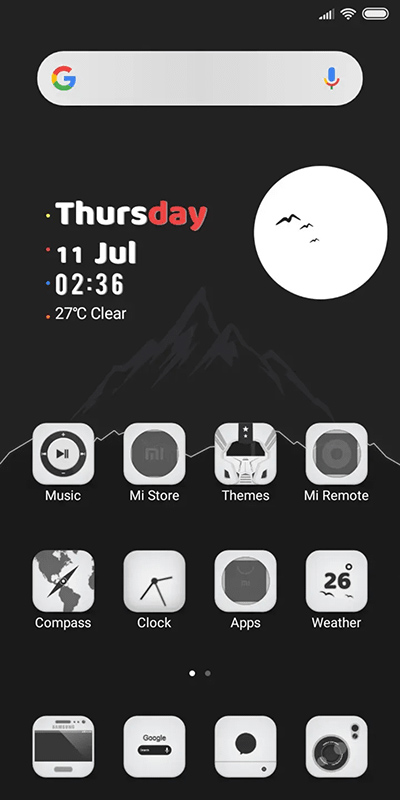 Thursday
11 Jul
02:36
27℃ Clear
Music
Mi Store
Themes
Mi Remote
26°
Compass
Clock
Apps
Weather
SAMSUNG
Google